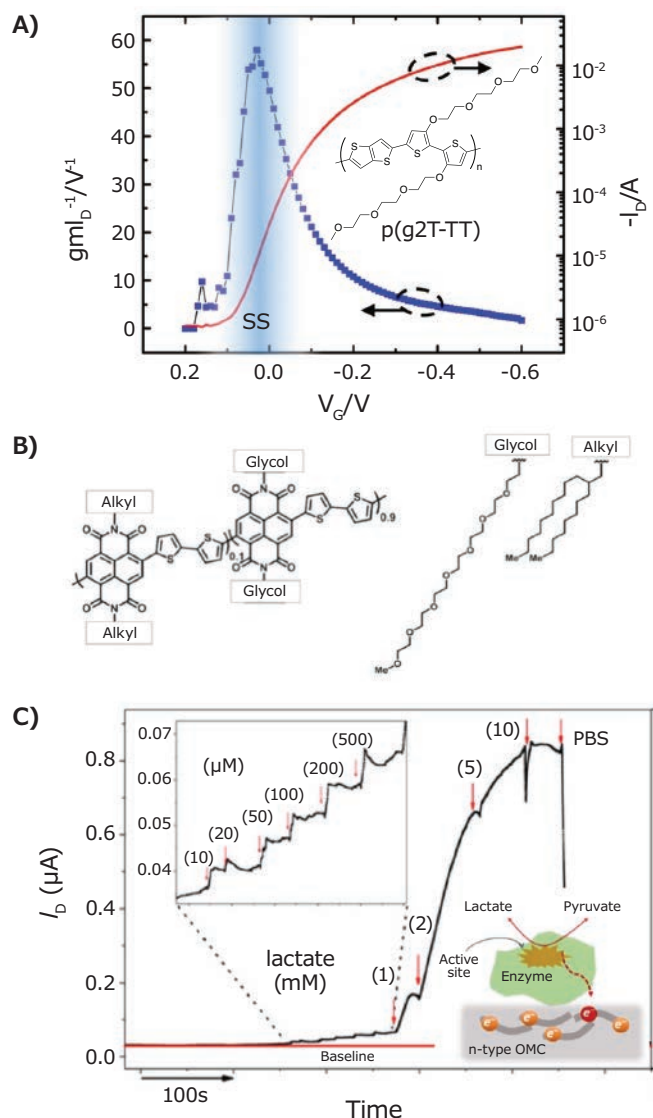 A)
60
50
40
30
20
10
0
gmI_D^-1/V^-1
10^-2
10^-3
10^-4
10^-5
10^-6
-I_D/A
O
O
O
O
S
S
S
S
n
O
O
O
O
p(g2T-TT)
SS
0.2
0.0
-0.2
-0.4
-0.6
V_G/V
B)
Glycol
Alkyl
Glycol
Alkyl
O
N
O
S
S
0.9
O
N
O
S
S
0.1
O
N
O
O
N
O
Glycol
Alkyl
O
O
O
O
O
O
Me
Me
Me
O
C)
0.07
0.06
0.05
0.04
(µM)
(10)
(20)
(50)
(100)
(200)
(500)
0.8
0.6
0.4
0.2
0.0
I_D (µA)
(10)
PBS
(5)
(2)
(1)
lactate
(mM)
Lactate
Pyruvate
Active
site
Enzyme
e-
e-
e-
e-
e-
n-type OMC
Baseline
100s
Time